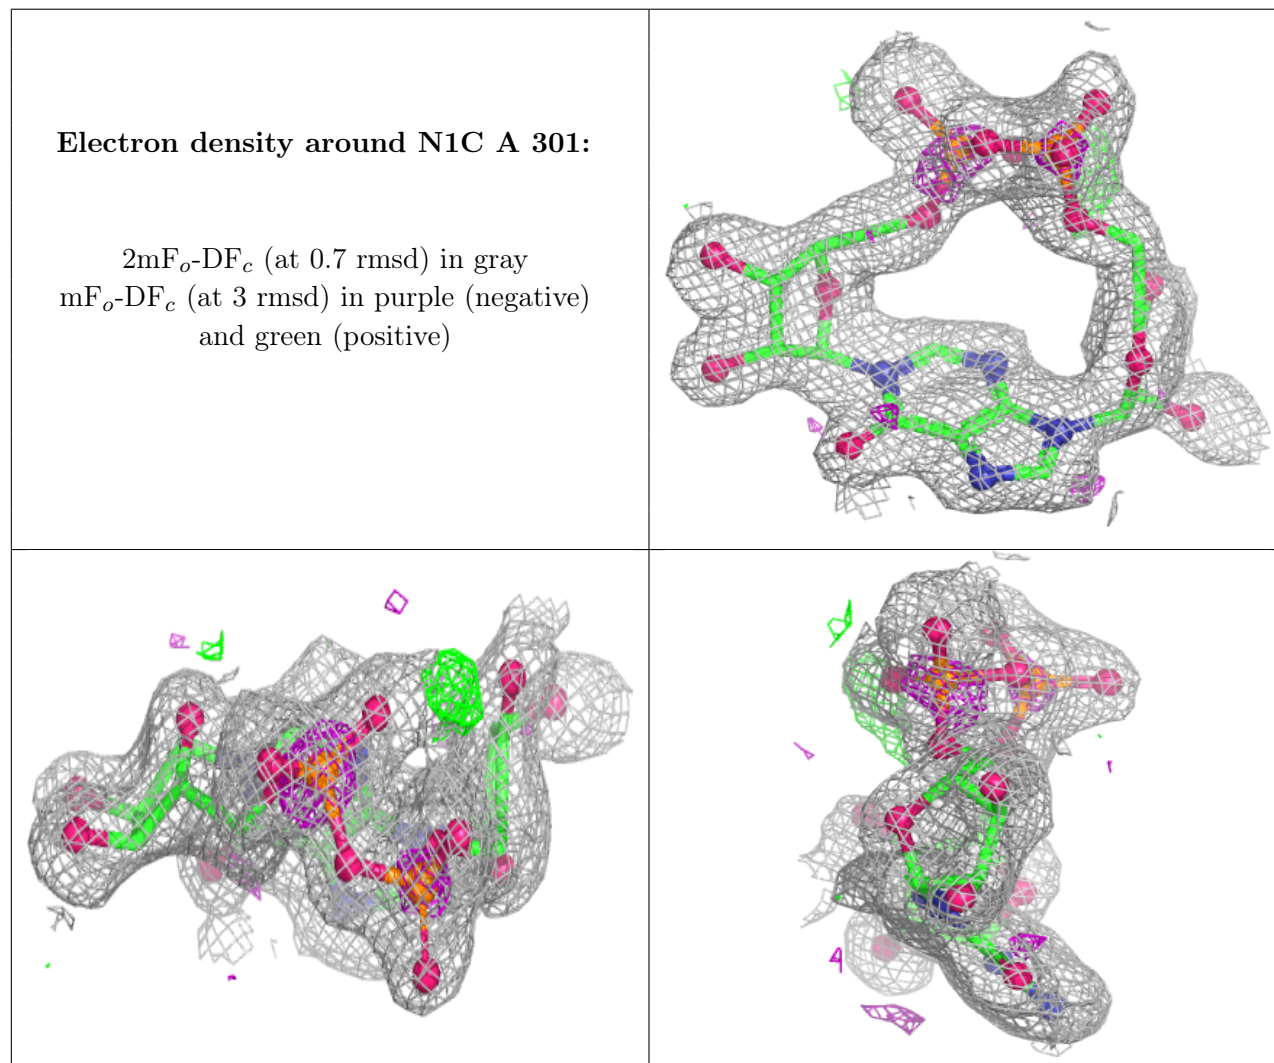 Electron density around N1C A 301:
2mFo-DFc (at 0.7 rmsd) in gray
mFo-DFc (at 3 rmsd) in purple (negative)
and green (positive)